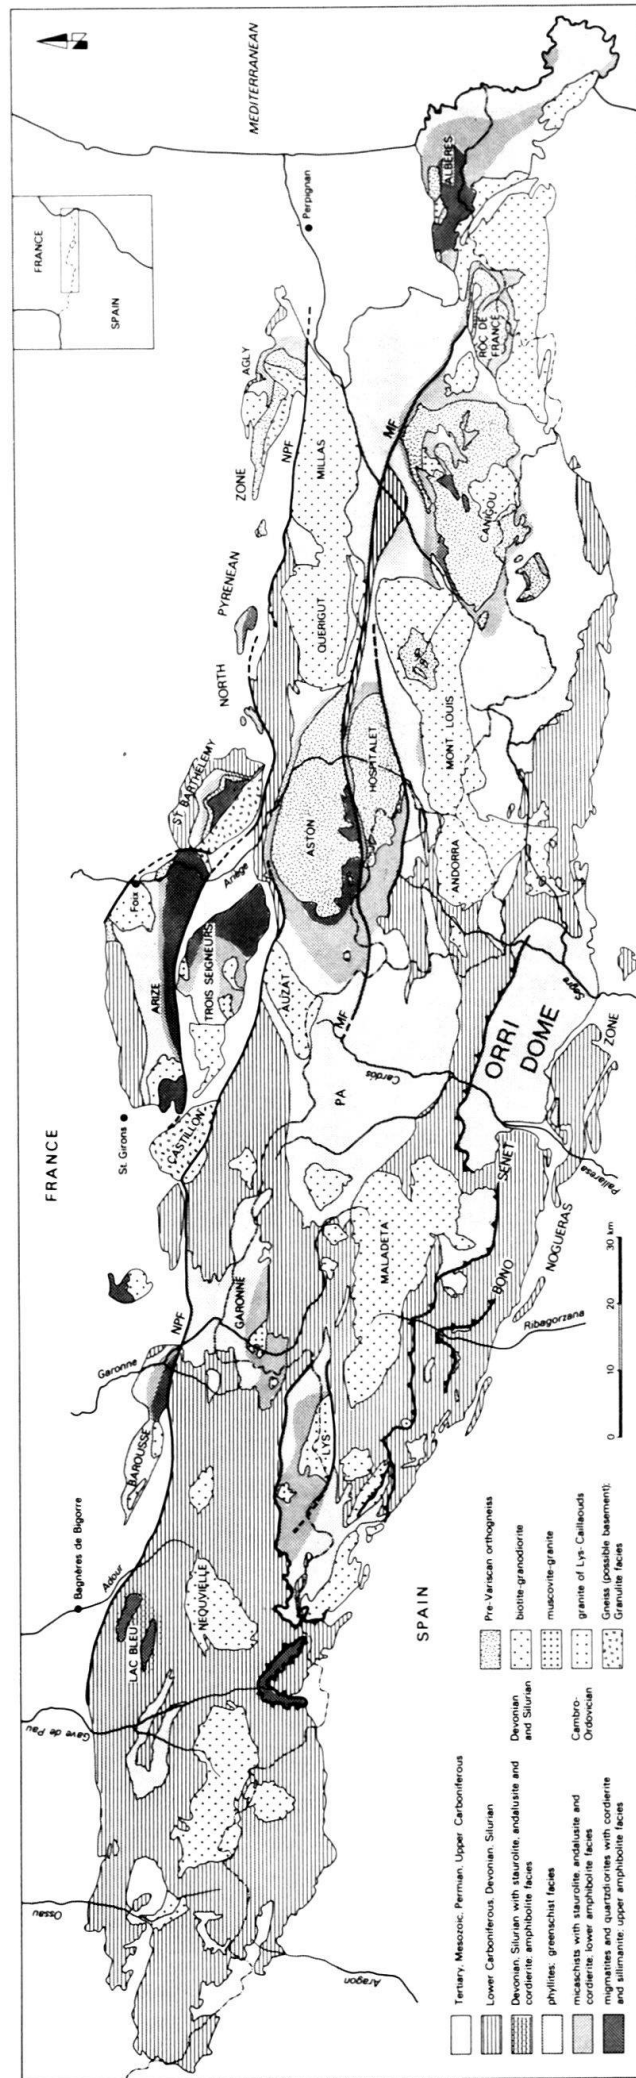 FRANCE
SPAIN
MEDITERRANEAN
Perpignan
ALBERES
ROC DE
FRANCE
AGLY
ZONE
NPF
MILLAS
MF
CANIGOU
PYRENEAN
QUERIGUT
NORTH
MONT LOUIS
ST BARTHELEMY
HOSPITALET
ASTON
ANDORRA
Foix
Ariège
TROIS SEIGNEURS
ARIZE
AUZAT
MF
Segre
ORRI
DOME
ZONE
PA
Cardós
St. Girons
CASTILLON
Pallaresa
SENET
NOGUERAS
BONO
FRANCE
MALADETA
Ribagorzana
GARONNE
NPF
Garonne
LYS
BAROUSSE
Bagnères de Bigorre
Adour
NEOUVIELLE
LAC BLEU
Gave de Pau
SPAIN
Ossau
Aragon
0 10 20 30 km
Tertiary, Mesozoic, Permian, Upper Carboniferous
Lower Carboniferous, Devonian, Silurian
Devonian, Silurian with staurolite, andalusite and
cordierite; amphibolite facies
phyllites; greenschist facies
micaschists with staurolite, andalusite and
cordierite; lower amphibolite facies
migmatites and quartzdiorites with cordierite
and sillimanite; upper amphibolite facies
Devonian
and Silurian
Cambro-
Ordovician
Pre-Variscan orthogneiss
biotite-granodiorite
muscovite-granite
granite of Lys-Caillaouds
Gneiss (possible basement):
Granulite facies